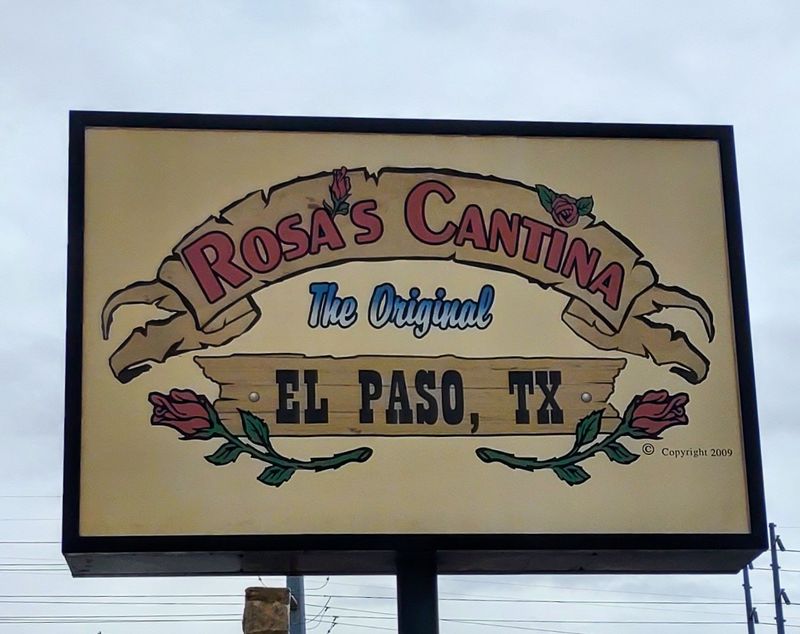 ROSA'S CANTINA
The Original
EL PASO, TX
© Copyright 2009